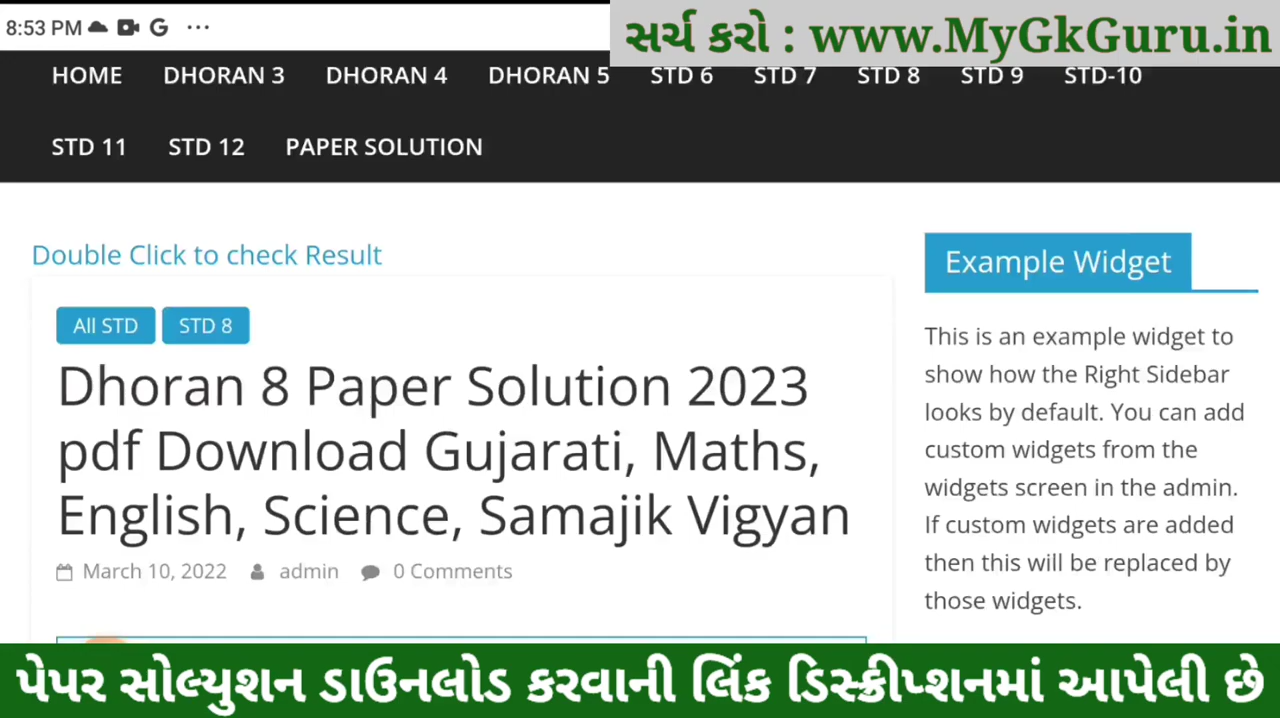 8:53 PM
સર્ચ કરો : www.MyGkGuru.in
HOME DHORAN 3 DHORAN 4 DHORAN 5 STD 6 STD 7 STD 8 STD 9 STD-10
STD 11 STD 12 PAPER SOLUTION
Double Click to check Result
All STD STD 8
Dhoran 8 Paper Solution 2023
pdf Download Gujarati, Maths,
English, Science, Samajik Vigyan
March 10, 2022 admin 0 Comments
Example Widget
This is an example widget to
show how the Right Sidebar
looks by default. You can add
custom widgets from the
widgets screen in the admin.
If custom widgets are added
then this will be replaced by
those widgets.
પેપર સોલ્યુશન ડાઉનલોડ કરવાની લિંક ડિસ્ક્રીપ્શનમાં આપેલી છે